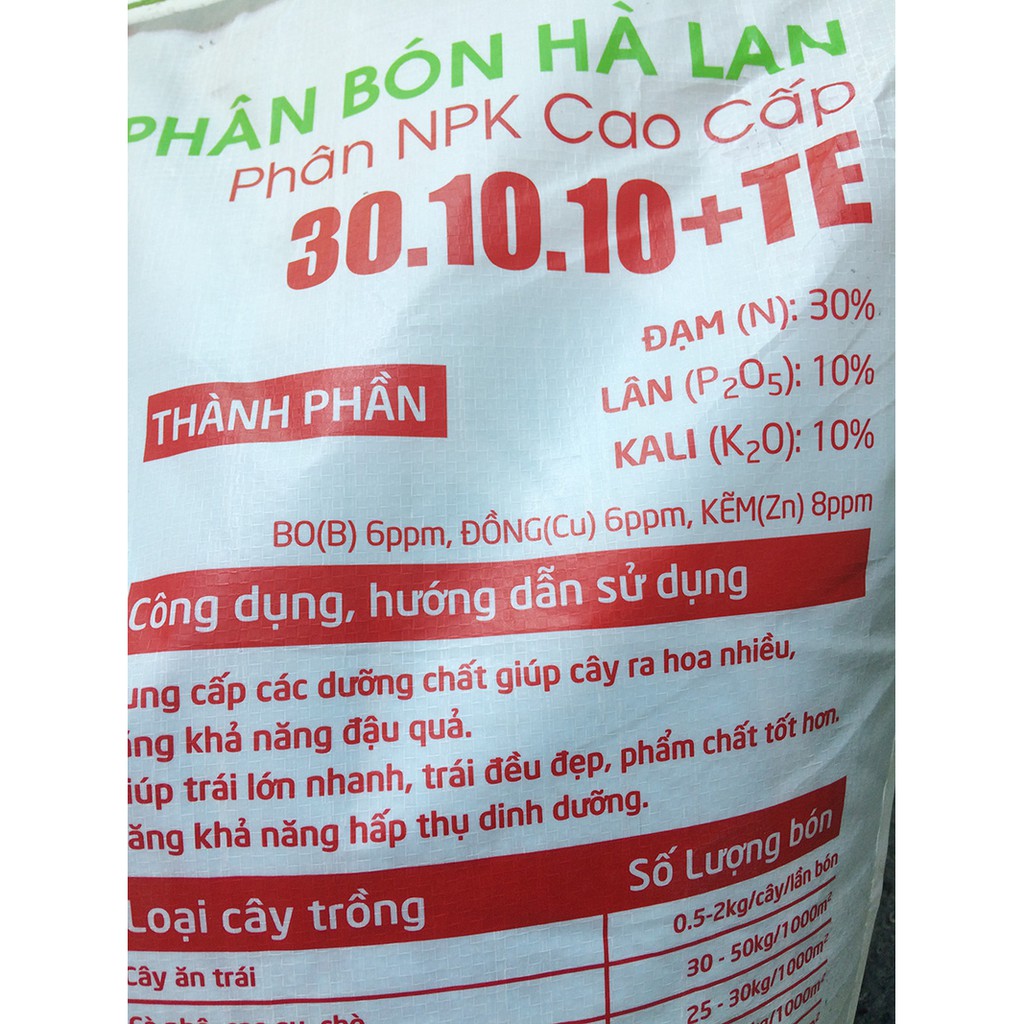 PHÂN BÓN HÀ LAN
Phân NPK Cao Cấp
30.10.10+TE
THÀNH PHẦN
ĐẠM (N): 30%
LÂN (P₂O₅): 10%
KALI (K₂O): 10%
BO(B) 6ppm, ĐỒNG(Cu) 6ppm, KẼM(Zn) 8ppm
Công dụng, hướng dẫn sử dụng
ung cấp các dưỡng chất giúp cây ra hoa nhiều,
ng khả năng đậu quả.
iúp trái lớn nhanh, trái đều đẹp, phẩm chất tốt hơn.
ăng khả năng hấp thụ dinh dưỡng.
Loại cây trồng
Số Lượng bón
Cây ăn trái
0.5-2kg/cây/lần bón
30 - 50kg/1000m²
25 - 30kg/1000m²
kg/1000m²